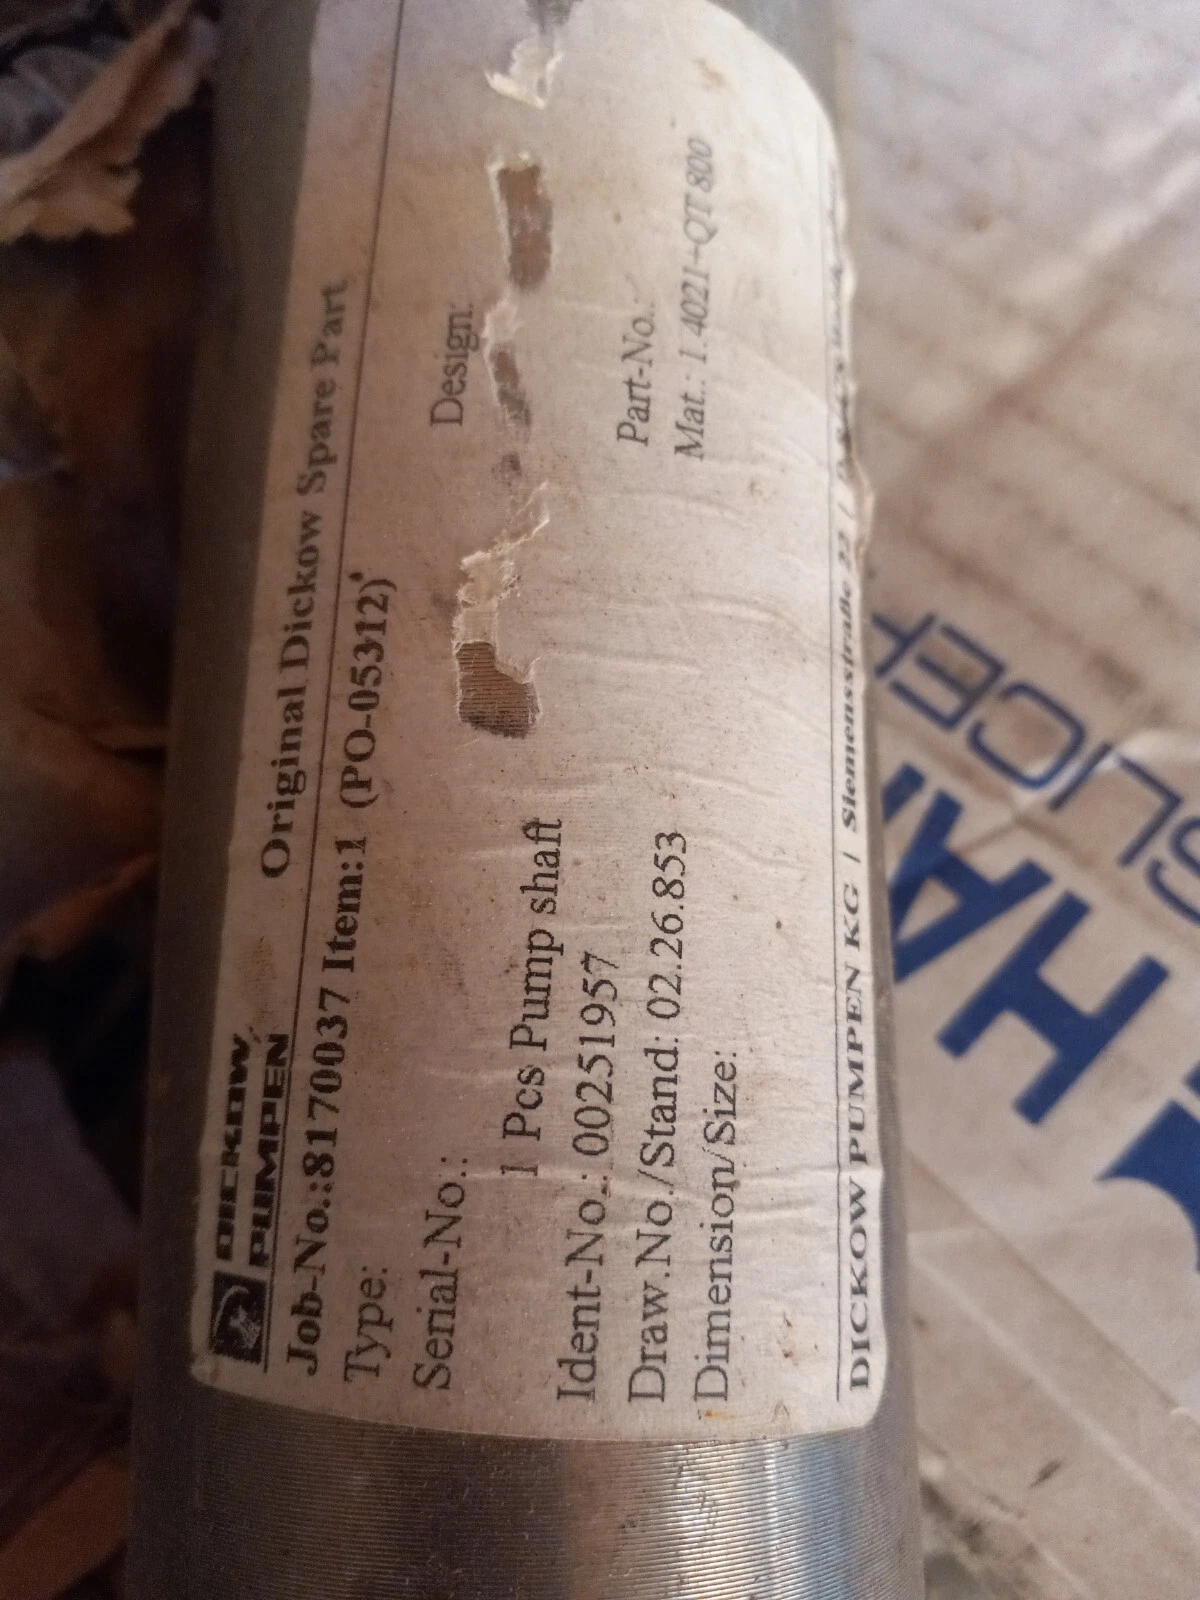 DICKOW
PUMPEN
Original Dickow Spare Part
Job-No.:8170037 Item:1 (PO-05312)
Type:
Serial-No.:
Design:
1 Pcs Pump shaft
Ident-No.: 00251957
Part-No.:
Draw.No./Stand: 02.26.853
Mat.: 1.4021-QT 800
Dimension/Size:
DICKOW PUMPEN KG / Siemensstraße 22
HA